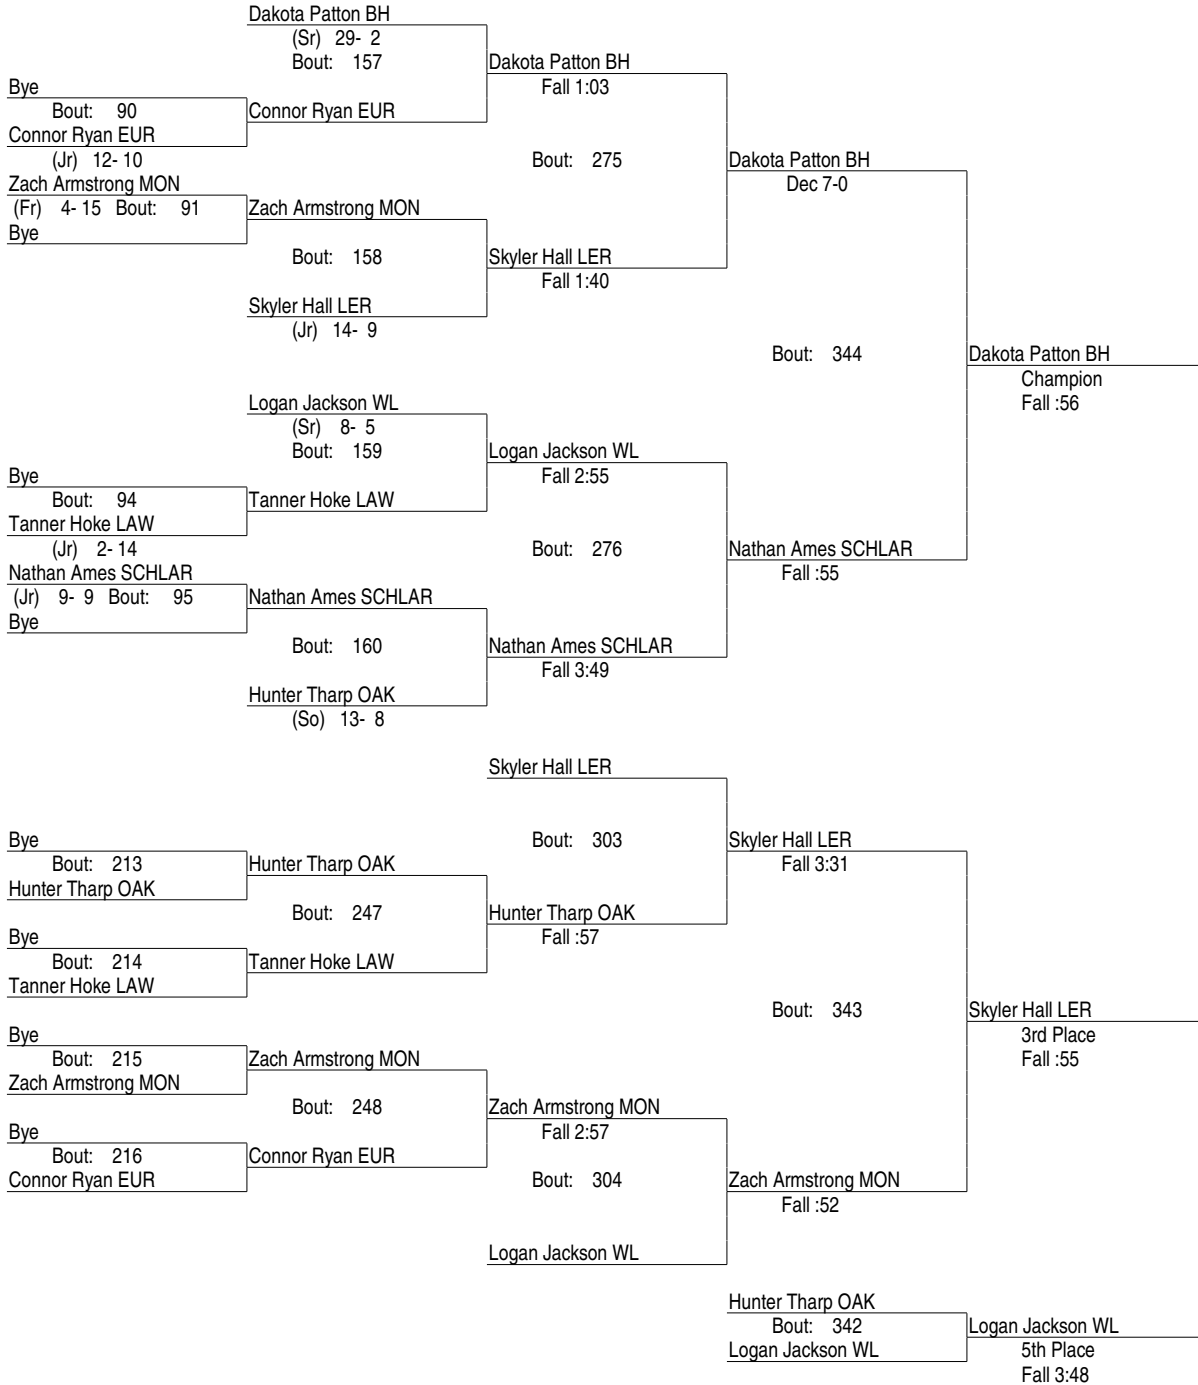 Dakota Patton BH
(Sr) 29- 2
Bout: 157 Dakota Patton BH
Bye Fall 1:03
Bout: 90 Connor Ryan EUR
Connor Ryan EUR
(Jr) 12- 10 Bout: 275 Dakota Patton BH
Zach Armstrong MON Dec 7-0
(Fr) 4- 15 Bout: 91 Zach Armstrong MON
Bye
Bout: 158 Skyler Hall LER
Fall 1:40
Skyler Hall LER
(Jr) 14- 9
Bout: 344 Dakota Patton BH
Champion
Logan Jackson WL Fall :56
(Sr) 8- 5
Bout: 159 Logan Jackson WL
Bye Fall 2:55
Bout: 94 Tanner Hoke LAW
Tanner Hoke LAW
(Jr) 2- 14 Bout: 276 Nathan Ames SCHLAR
Nathan Ames SCHLAR Fall :55
(Jr) 9- 9 Bout: 95 Nathan Ames SCHLAR
Bye
Bout: 160 Nathan Ames SCHLAR
Fall 3:49
Hunter Tharp OAK
(So) 13- 8
Skyler Hall LER
Bye Bout: 303 Skyler Hall LER
Bout: 213 Hunter Tharp OAK Fall 3:31
Hunter Tharp OAK
Bout: 247 Hunter Tharp OAK
Bye Fall :57
Bout: 214 Tanner Hoke LAW
Tanner Hoke LAW
Bout: 343 Skyler Hall LER
Bye 3rd Place
Bout: 215 Zach Armstrong MON Fall :55
Zach Armstrong MON
Bout: 248 Zach Armstrong MON
Bye Fall 2:57
Bout: 216 Connor Ryan EUR
Connor Ryan EUR Bout: 304 Zach Armstrong MON
Fall :52
Logan Jackson WL
Hunter Tharp OAK
Bout: 342 Logan Jackson WL
Logan Jackson WL 5th Place
Fall 3:48